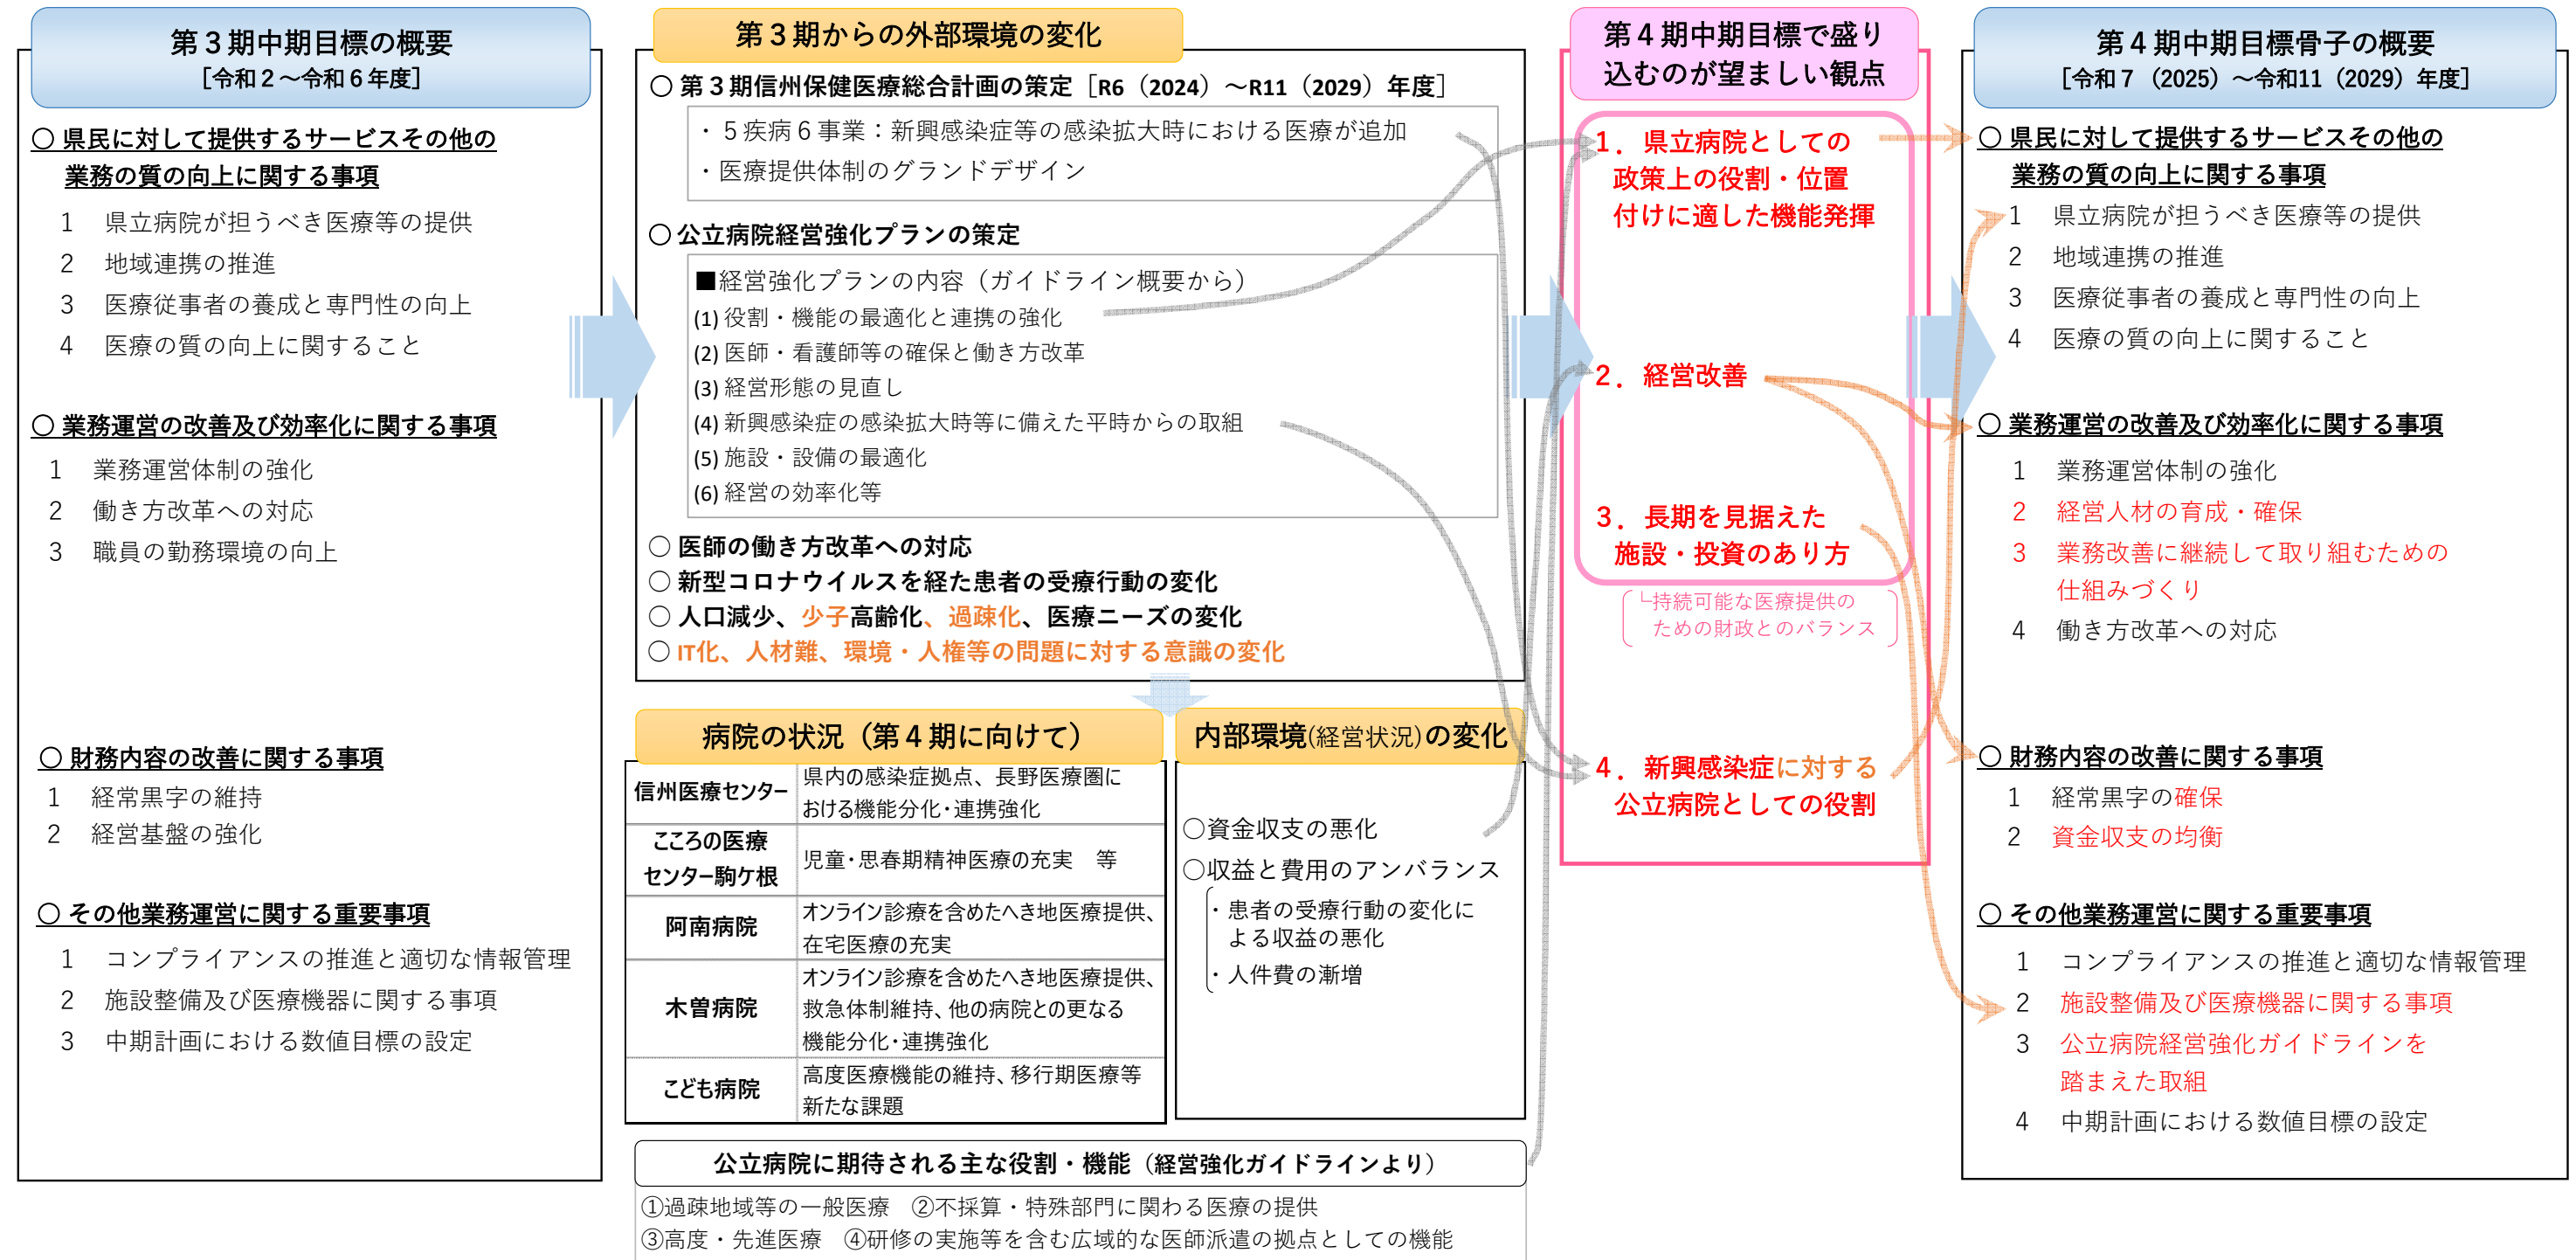 第３期中期目標の概要
［令和２～令和６年度］
○ 県民に対して提供するサービスその他の
業務の質の向上に関する事項
1　県立病院が担うべき医療等の提供
2　地域連携の推進
3　医療従事者の養成と専門性の向上
4　医療の質の向上に関すること
○ 業務運営の改善及び効率化に関する事項
1　業務運営体制の強化
2　働き方改革への対応
3　職員の勤務環境の向上
○ 財務内容の改善に関する事項
1　経常黒字の維持
2　経営基盤の強化
○ その他業務運営に関する重要事項
1　コンプライアンスの推進と適切な情報管理
2　施設整備及び医療機器に関する事項
3　中期計画における数値目標の設定
第３期からの外部環境の変化
○ 第３期信州保健医療総合計画の策定［R6（2024）～R11（2029）年度］
・５疾病６事業：新興感染症等の感染拡大時における医療が追加
・医療提供体制のグランドデザイン
○ 公立病院経営強化プランの策定
■経営強化プランの内容（ガイドライン概要から）
(1) 役割・機能の最適化と連携の強化
(2) 医師・看護師等の確保と働き方改革
(3) 経営形態の見直し
(4) 新興感染症の感染拡大時等に備えた平時からの取組
(5) 施設・設備の最適化
(6) 経営の効率化等
○ 医師の働き方改革への対応
○ 新型コロナウイルスを経た患者の受療行動の変化
○ 人口減少、少子高齢化、過疎化、医療ニーズの変化
○ IT化、人材難、環境・人権等の問題に対する意識の変化
病院の状況（第４期に向けて）
信州医療センター
県内の感染症拠点、長野医療圏に
おける機能分化・連携強化
こころの医療
センター駒ケ根
児童・思春期精神医療の充実　等
阿南病院
オンライン診療を含めたへき地医療提供、
在宅医療の充実
木曽病院
オンライン診療を含めたへき地医療提供、
救急体制維持、他の病院との更なる
機能分化・連携強化
こども病院
高度医療機能の維持、移行期医療等
新たな課題
内部環境(経営状況)の変化
○資金収支の悪化
○収益と費用のアンバランス
・患者の受療行動の変化に
よる収益の悪化
・人件費の漸増
公立病院に期待される主な役割・機能（経営強化ガイドラインより）
①過疎地域等の一般医療　②不採算・特殊部門に関わる医療の提供
③高度・先進医療　④研修の実施等を含む広域的な医師派遣の拠点としての機能
第４期中期目標で盛り
込むのが望ましい観点
1．県立病院としての
政策上の役割・位置
付けに適した機能発揮
2．経営改善
3．長期を見据えた
施設・投資のあり方
└持続可能な医療提供の
ための財政とのバランス
4．新興感染症に対する
公立病院としての役割
第４期中期目標骨子の概要
［令和７（2025）～令和11（2029）年度］
○ 県民に対して提供するサービスその他の
業務の質の向上に関する事項
1　県立病院が担うべき医療等の提供
2　地域連携の推進
3　医療従事者の養成と専門性の向上
4　医療の質の向上に関すること
○ 業務運営の改善及び効率化に関する事項
1　業務運営体制の強化
2　経営人材の育成・確保
3　業務改善に継続して取り組むための
仕組みづくり
4　働き方改革への対応
○ 財務内容の改善に関する事項
1　経常黒字の確保
2　資金収支の均衡
○ その他業務運営に関する重要事項
1　コンプライアンスの推進と適切な情報管理
2　施設整備及び医療機器に関する事項
3　公立病院経営強化ガイドラインを
踏まえた取組
4　中期計画における数値目標の設定